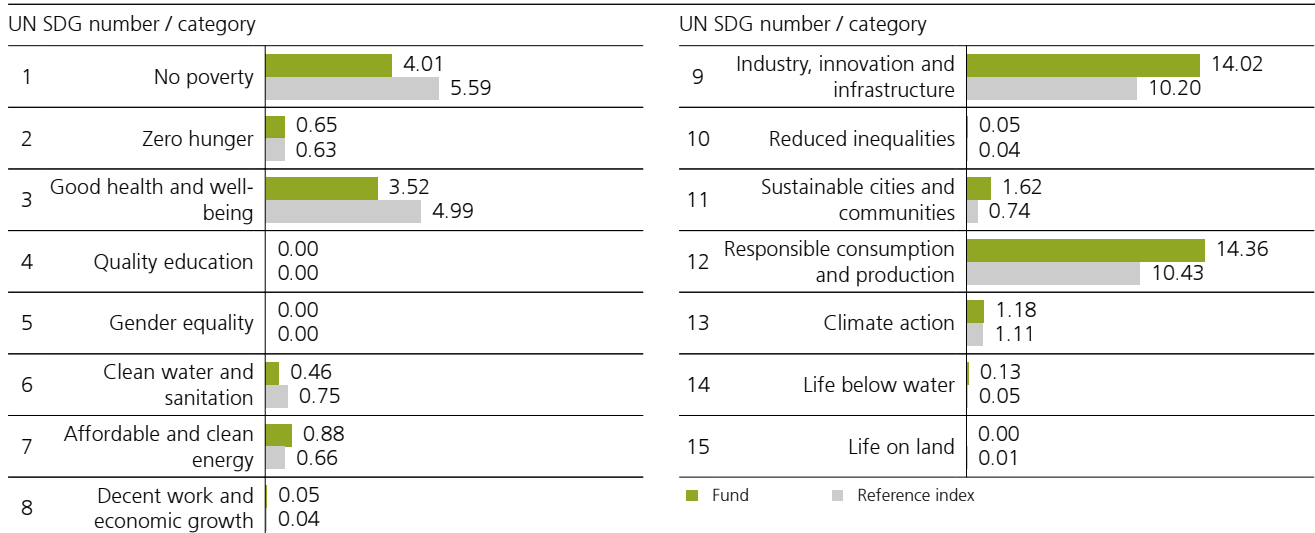 UN SDG number / category
1 No poverty 4.01
5.59
2 Zero hunger 0.65
0.63
3 Good health and well-
being 3.52
4.99
4 Quality education 0.00
0.00
5 Gender equality 0.00
0.00
6 Clean water and
sanitation 0.46
0.75
7 Affordable and clean
energy 0.88
0.66
8 Decent work and
economic growth 0.05
0.04
UN SDG number / category
9 Industry, innovation and
infrastructure 14.02
10.20
10 Reduced inequalities 0.05
0.04
11 Sustainable cities and
communities 1.62
0.74
12 Responsible consumption
and production 14.36
10.43
13 Climate action 1.18
1.11
14 Life below water 0.13
0.05
15 Life on land 0.00
0.01
Fund Reference index